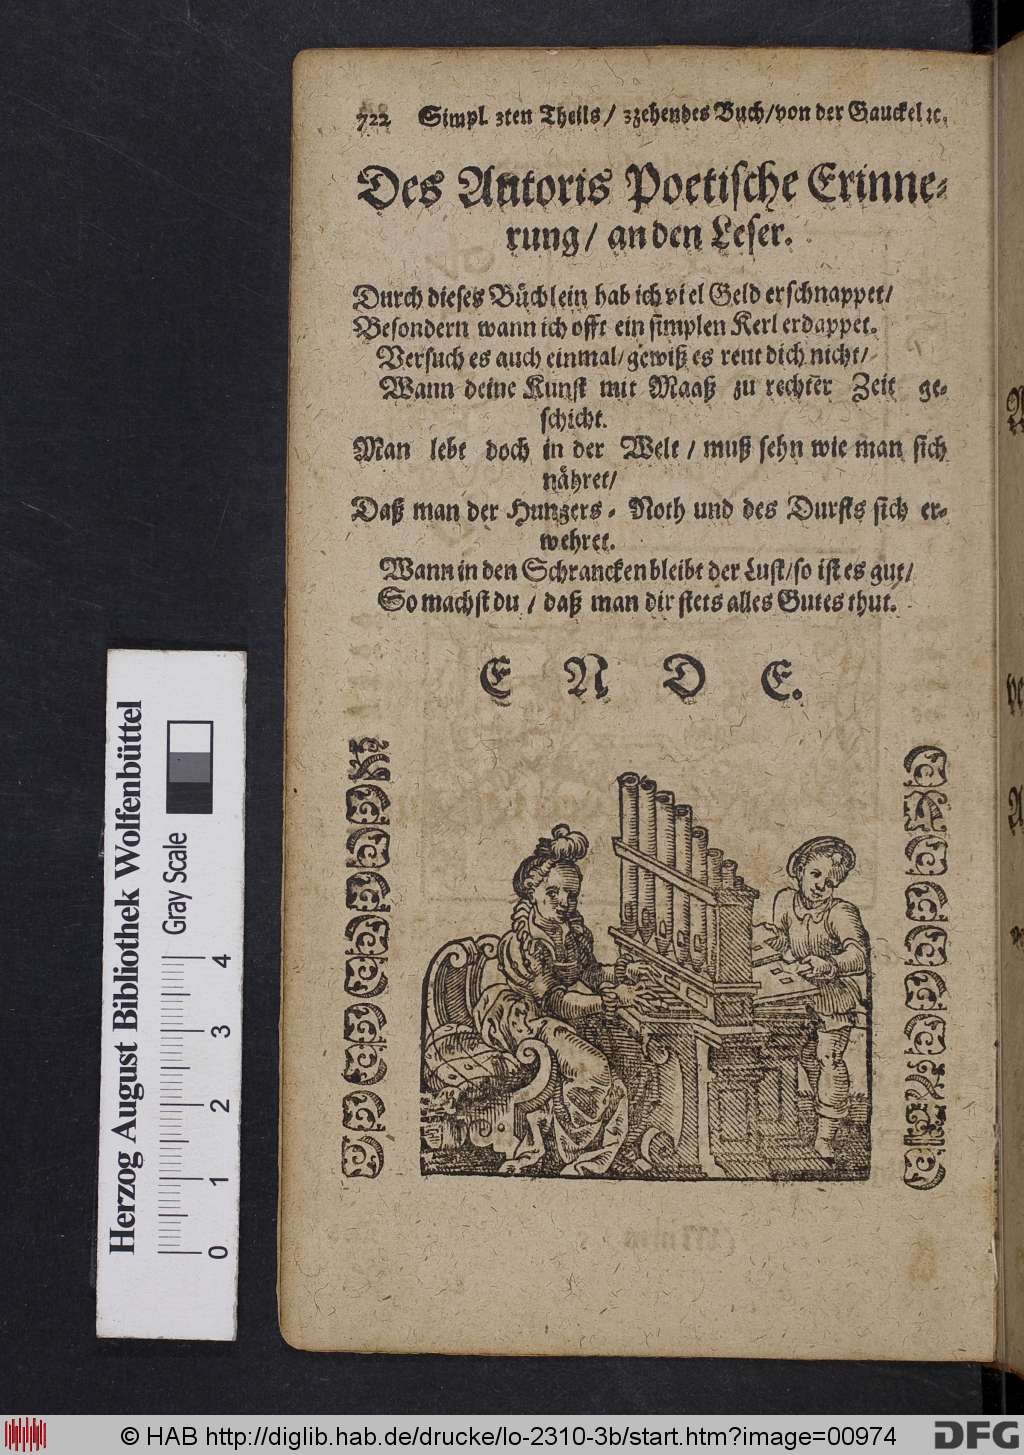 722 Simpl. 3ten Theils / 3zehendes Buch/von der Gauckel ꝛc.
Des Autoris Poetische Erinne⸗
rung/ an den Leser.
Durch dieses Büchlein hab ich viel Geld erschnappet/
Besondern wann ich offt ein simplen Kerl erdappet.
Versuch es auch einmal/gewiß es reut dich nicht/
Wann deine Kunst mit Maaß zu rechter Zeit ge⸗
schicht.
Man lebt doch in der Welt / muß sehn wie man sich
nähret/
Daß man der Hungers⸗Noth und des Dursts sich er⸗
wehret.
Wann in den Schrancken bleibt der Lust/so ist es gut/
So machst du / daß man dir stets alles Gutes thut.
E N D E.
Herzog August Bibliothek Wolfenbüttel
Gray Scale
0 1 2 3 4
© HAB http://diglib.hab.de/drucke/lo-2310-3b/start.htm?image=00974
DFG